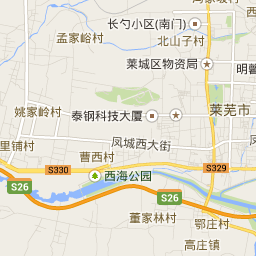 长勺小区(南门)
孟家峪村
北山子村
莱城区物资局
明
姚家岭村
泰钢科技大厦
莱芜市
凤城西大街
里铺村
曹西村
S330
S329
西海公园
S26
S26
董家林村
鄂庄村
高庄镇